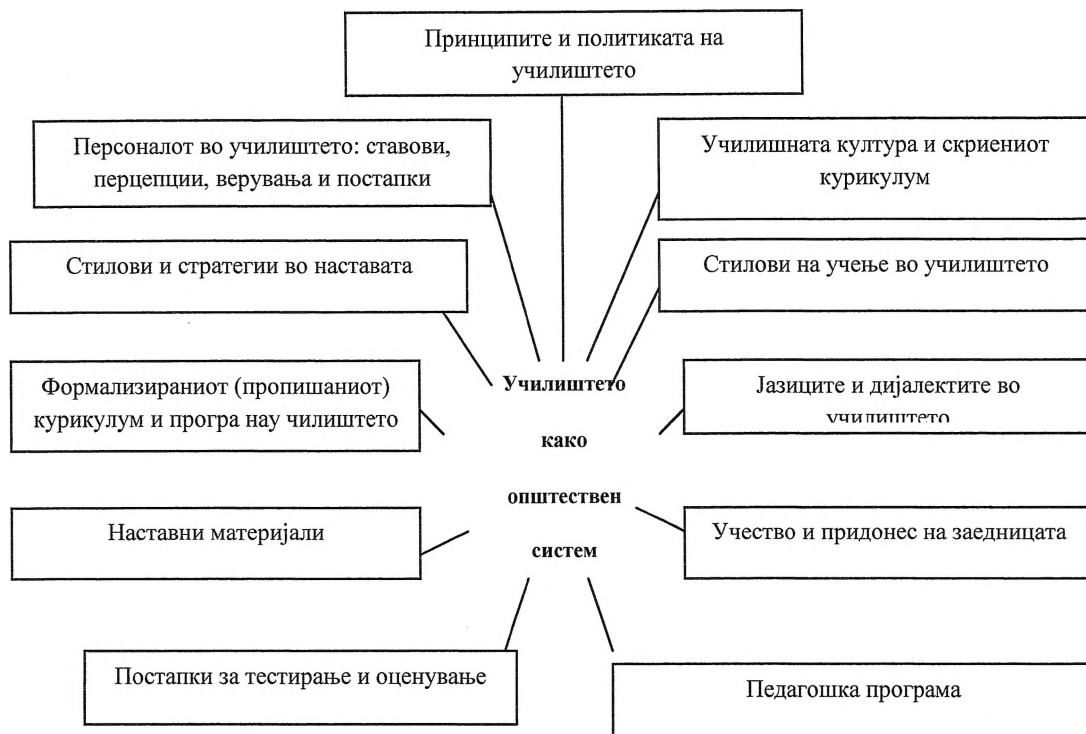 Принципите и политиката на
училиштето
Персоналот во училиштето: ставови,
перцепции, верувања и постапки
Училишната култура и скриениот
курикулум
Стилови и стратегии во наставата
Стилови на учење во училиштето
Формализираниот (пропишаниот)
курикулум и програ нау чилиштето
Училиштето
како
општествен
систем
Јазиците и дијалектите во
училиштето
Наставни материјали
Учество и придонес на заедницата
Постапки за тестирање и оценување
Педагошка програма